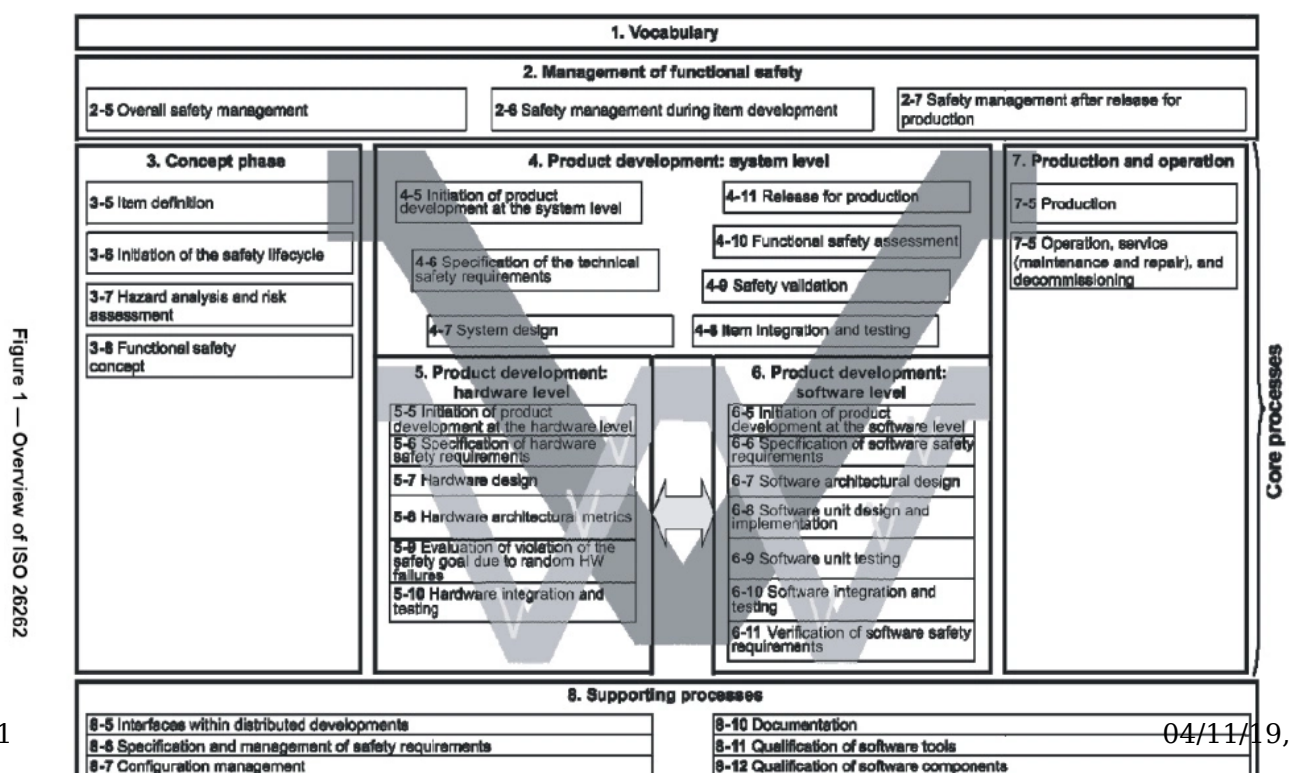 1. Vocabulary
2. Management of functional safety
2-5 Overall safety management
2-6 Safety management during item development
2-7 Safety management after release for
production
3. Concept phase
3-5 Item definition
3-6 Initiation of the safety lifecycle
3-7 Hazard analysis and risk
assessment
3-8 Functional safety
concept
4. Product development: system level
4-5 Initiation of product
development at the system level
4-6 Specification of the technical
safety requirements
4-7 System design
4-11 Release for production
4-10 Functional safety assessment
4-9 Safety validation
4-8 Item integration and testing
7. Production and operation
7-5 Production
7-5 Operation, service
(maintenance and repair), and
decommissioning
5. Product development:
hardware level
5-5 Initiation of product
development at the hardware level
5-6 Specification of hardware
safety requirements
5-7 Hardware design
5-8 Hardware architectural metrics
5-9 Evaluation of violation of the
safety goal due to random HW
failures
5-10 Hardware integration and
testing
6. Product development:
software level
6-5 Initiation of product
development at the software level
6-6 Specification of software safety
requirements
6-7 Software architectural design
6-8 Software unit design and
implementation
6-9 Software unit testing
6-10 Software integration and
testing
6-11 Verification of software safety
requirements
Core processes
Figure 1 — Overview of ISO 26262
8. Supporting processes
8-5 Interfaces within distributed developments
8-6 Specification and management of safety requirements
8-7 Configuration management
8-10 Documentation
8-11 Qualification of software tools
8-12 Qualification of software components
1
04/11/19,